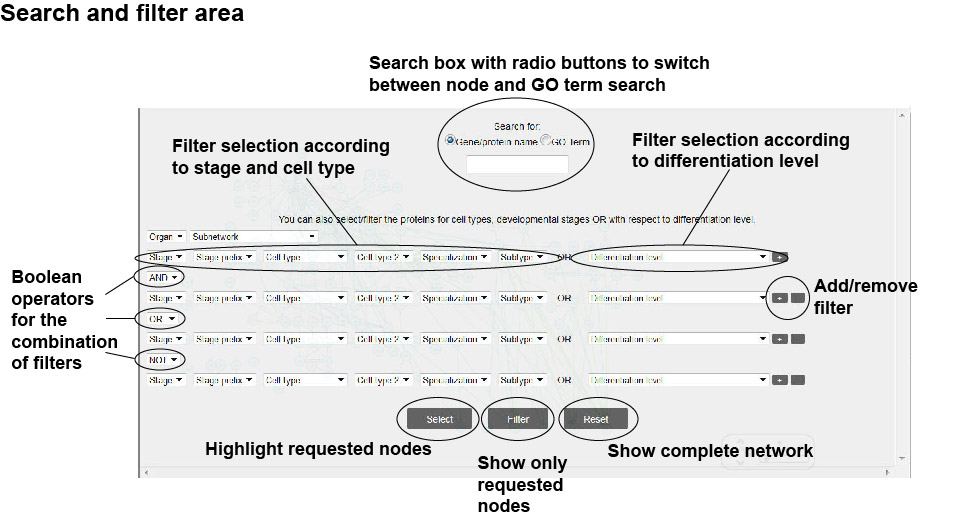 Search and filter area
Search box with radio buttons to switch
between node and GO term search
Search for:
Gene/protein name GO Term
Filter selection according
to stage and cell type
Filter selection according
to differentiation level
You can also select/filter the proteins for cell types, developmental stages OR with respect to differentiation level.
Organ Subnetwork
Stage Stage prefix Cell type Cell type 2 Specialization Subtype OR Differentiation level +
AND
Stage Stage prefix Cell type Cell type 2 Specialization Subtype OR Differentiation level + -
OR
Stage Stage prefix Cell type Cell type 2 Specialization Subtype OR Differentiation level + -
NOT
Stage Stage prefix Cell type Cell type 2 Specialization Subtype OR Differentiation level + -
Boolean
operators
for the
combination
of filters
Add/remove
filter
Select Filter Reset
Highlight requested nodes
Show only
requested
nodes
Show complete network